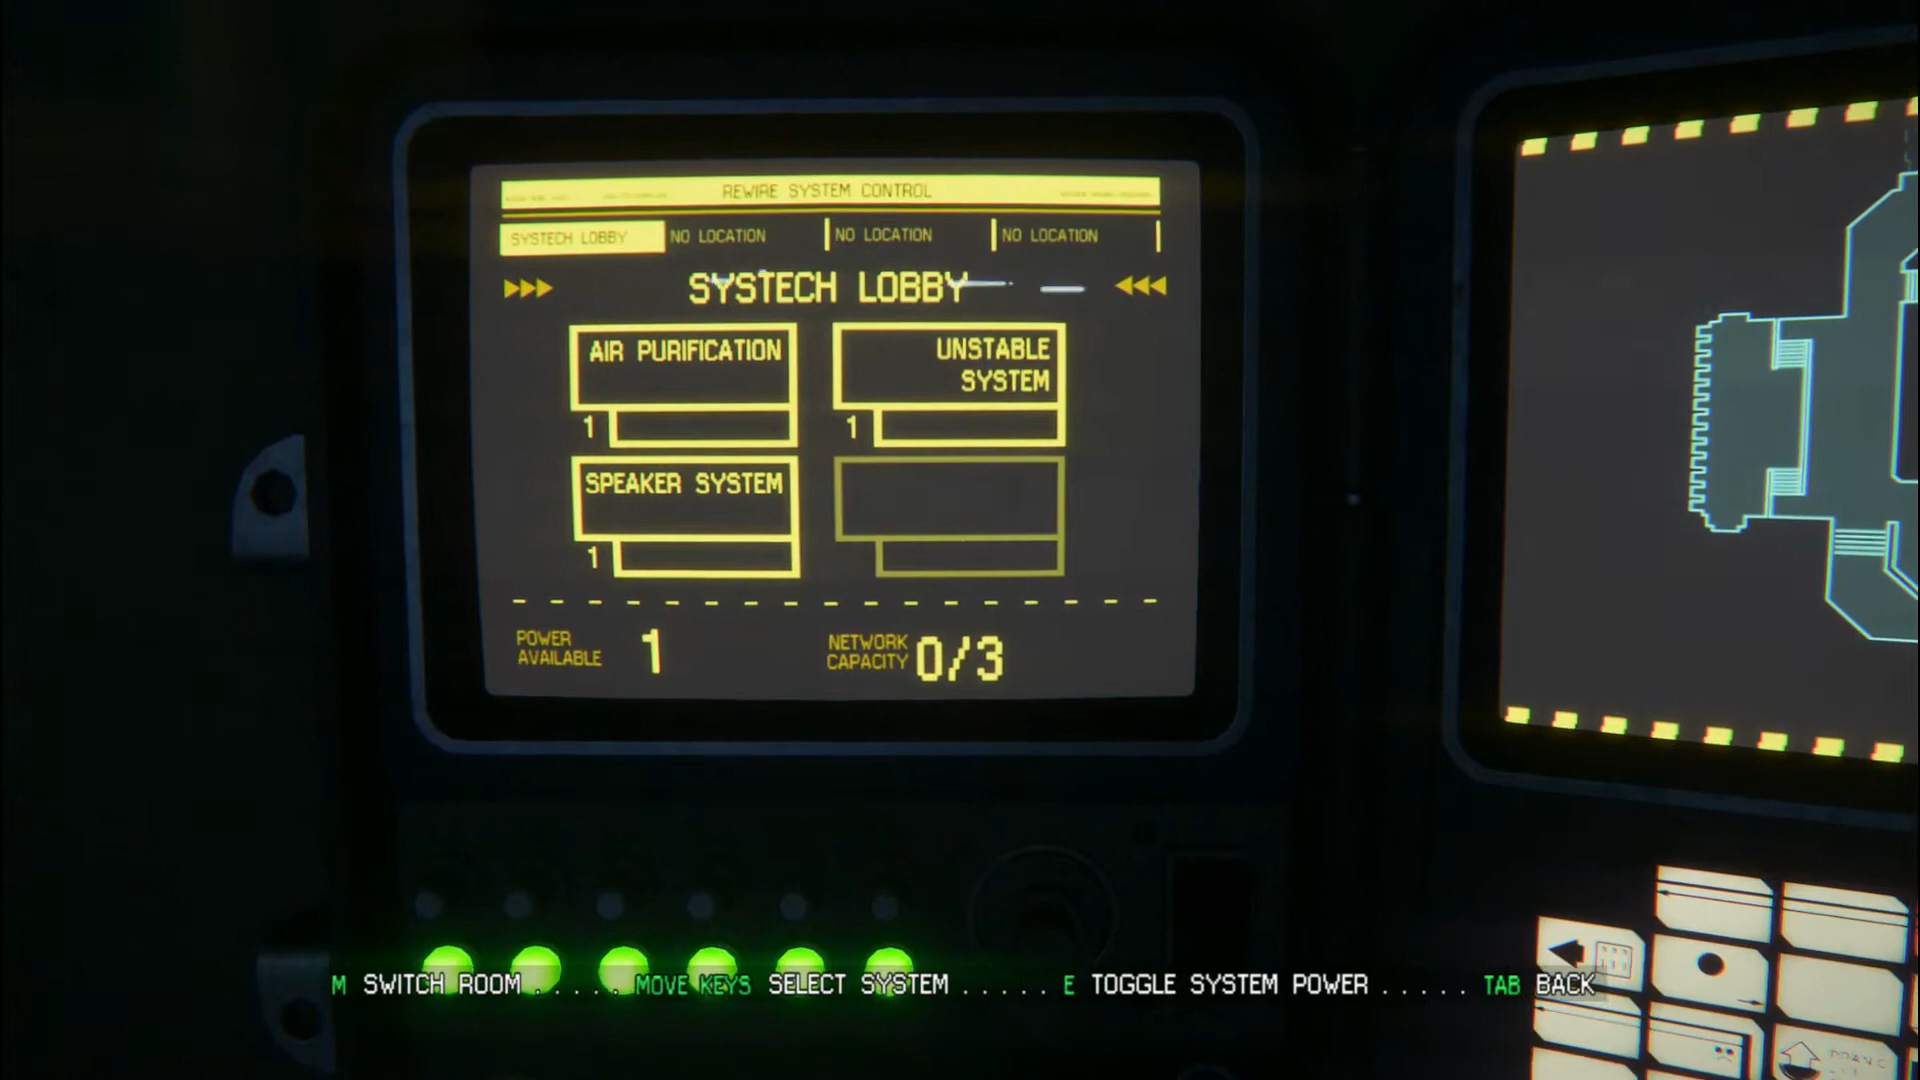 REWIRE SYSTEM CONTROL
SYSTECH LOBBY NO LOCATION NO LOCATION NO LOCATION
SYSTECH LOBBY
AIR PURIFICATION
1
UNSTABLE
SYSTEM
1
SPEAKER SYSTEM
1
POWER
AVAILABLE 1
NETWORK
CAPACITY 0/3
M SWITCH ROOM ..... MOVE KEYS SELECT SYSTEM ..... E TOGGLE SYSTEM POWER ..... TAB BACK